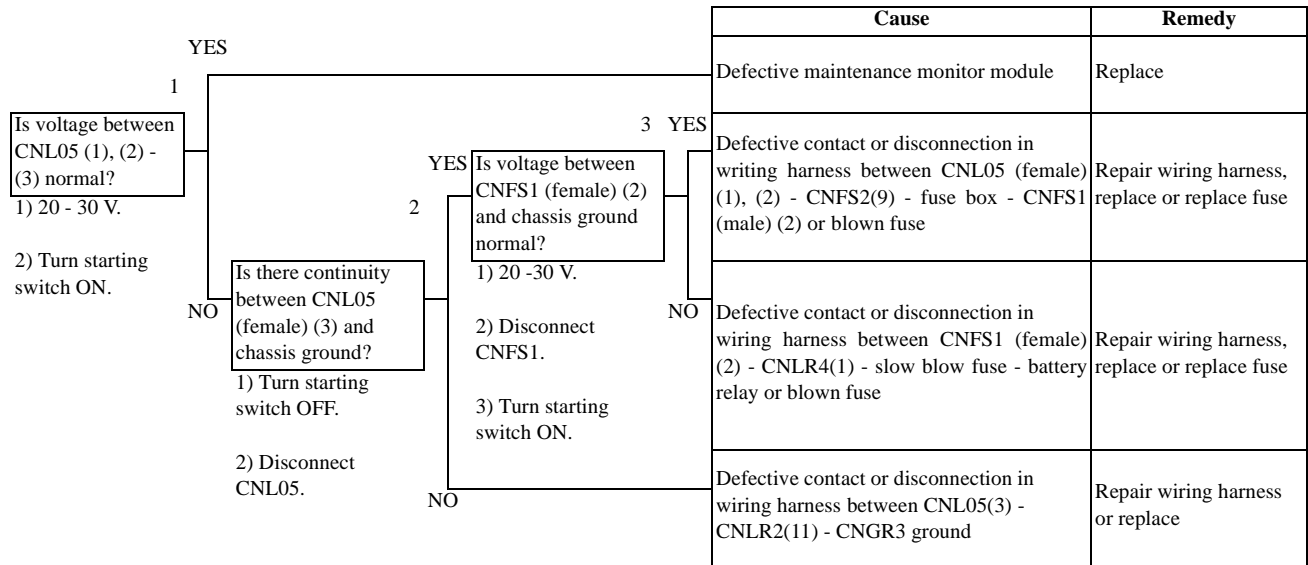 Cause
Remedy
YES
Defective maintenance monitor module
Replace
1
Is voltage between
CNL05 (1), (2) -
(3) normal?
1) 20 - 30 V.
2) Turn starting
switch ON.
3 YES
Defective contact or disconnection in
writing harness between CNL05 (female)
(1), (2) - CNFS2(9) - fuse box - CNFS1
(male) (2) or blown fuse
Repair wiring harness,
replace or replace fuse
YES
2
Is voltage between
CNFS1 (female) (2)
and chassis ground
normal?
1) 20 -30 V.
2) Disconnect
CNFS1.
3) Turn starting
switch ON.
NO
Is there continuity
between CNL05
(female) (3) and
chassis ground?
1) Turn starting
switch OFF.
2) Disconnect
CNL05.
NO
Defective contact or disconnection in
wiring harness between CNFS1 (female)
(2) - CNLR4(1) - slow blow fuse - battery
relay or blown fuse
Repair wiring harness,
replace or replace fuse
NO
Defective contact or disconnection in
wiring harness between CNL05(3) -
CNLR2(11) - CNGR3 ground
Repair wiring harness
or replace